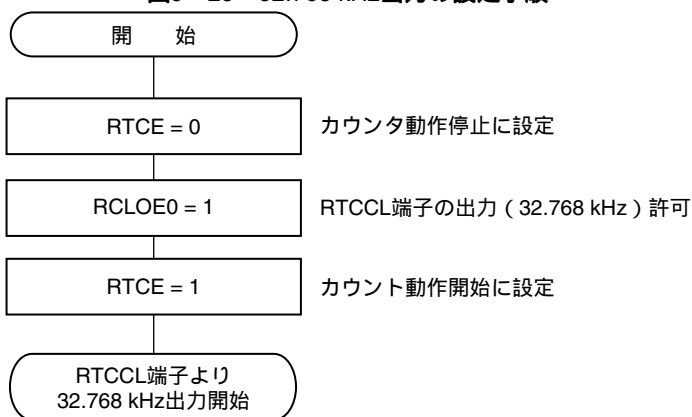 開　始
RTCE = 0　カウンタ動作停止に設定
RCLOE0 = 1　RTCCL端子の出力（32.768 kHz）許可
RTCE = 1　カウント動作開始に設定
RTCCL端子より
32.768 kHz出力開始